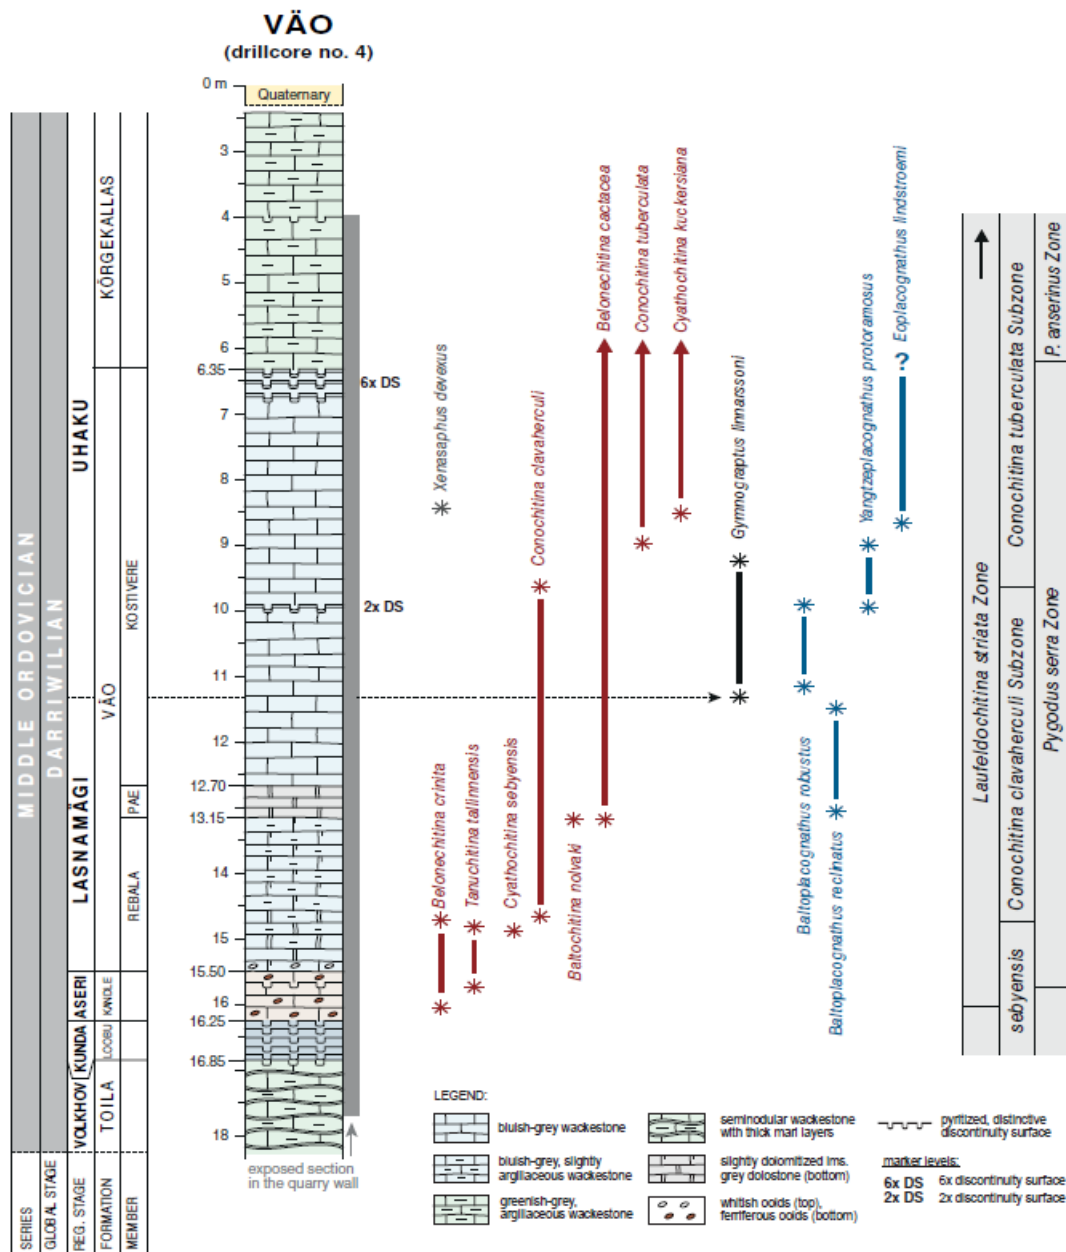 VÄO
(drillcore no. 4)
0 m
Quaternary
3
4
5
6
6.35
7
8
9
10
11
12
12.70
13.15
14
15
15.50
16
16.25
16.85
18
6x DS
2x DS
MIDDLE ORDOVICIAN
DARRIWILIAN
UHAKU
LASNAMÄGI
ASERI
KUNDA
VOLKHOV
KÕRGEKALLAS
VÄO
KANDLE
LOOBU
TOILA
KOSTIVERE
PAE
REBALA
SERIES
GLOBAL STAGE
REG. STAGE
FORMATION
MEMBER
exposed section
in the quarry wall
Xenasaphus devexus
Belonechitina crinita
Tanuchitina tallinnensis
Cyathochitina sebyensis
Conochitina clavaherculi
Baltochitina nolvaki
Belonechitina cactacea
Conochitina tuberculata
Cyathochitina kuckersiana
Gymnograptus linnarssoni
Baltoplacognathus robustus
Baltoplacognathus reclinatus
Yangtzeplacognathus protoramosus
Eoplacognathus lindstroemi
?
Laufeldochitina striata Zone
Conochitina tuberculata Subzone
Conochitina clavaherculi Subzone
sebyensis
P. anserinus Zone
Pygodus serra Zone
LEGEND:
bluish-grey wackestone
bluish-grey, slightly
argillaceous wackestone
greenish-grey,
argillaceous wackestone
seminodular wackestone
with thick marl layers
slightly dolomitized lms.
grey dolostone (bottom)
whitish ooids (top),
ferriferous ooids (bottom)
pyritized, distinctive
discontinuity surface
marker levels:
6x DS 6x discontinuity surface
2x DS 2x discontinuity surface